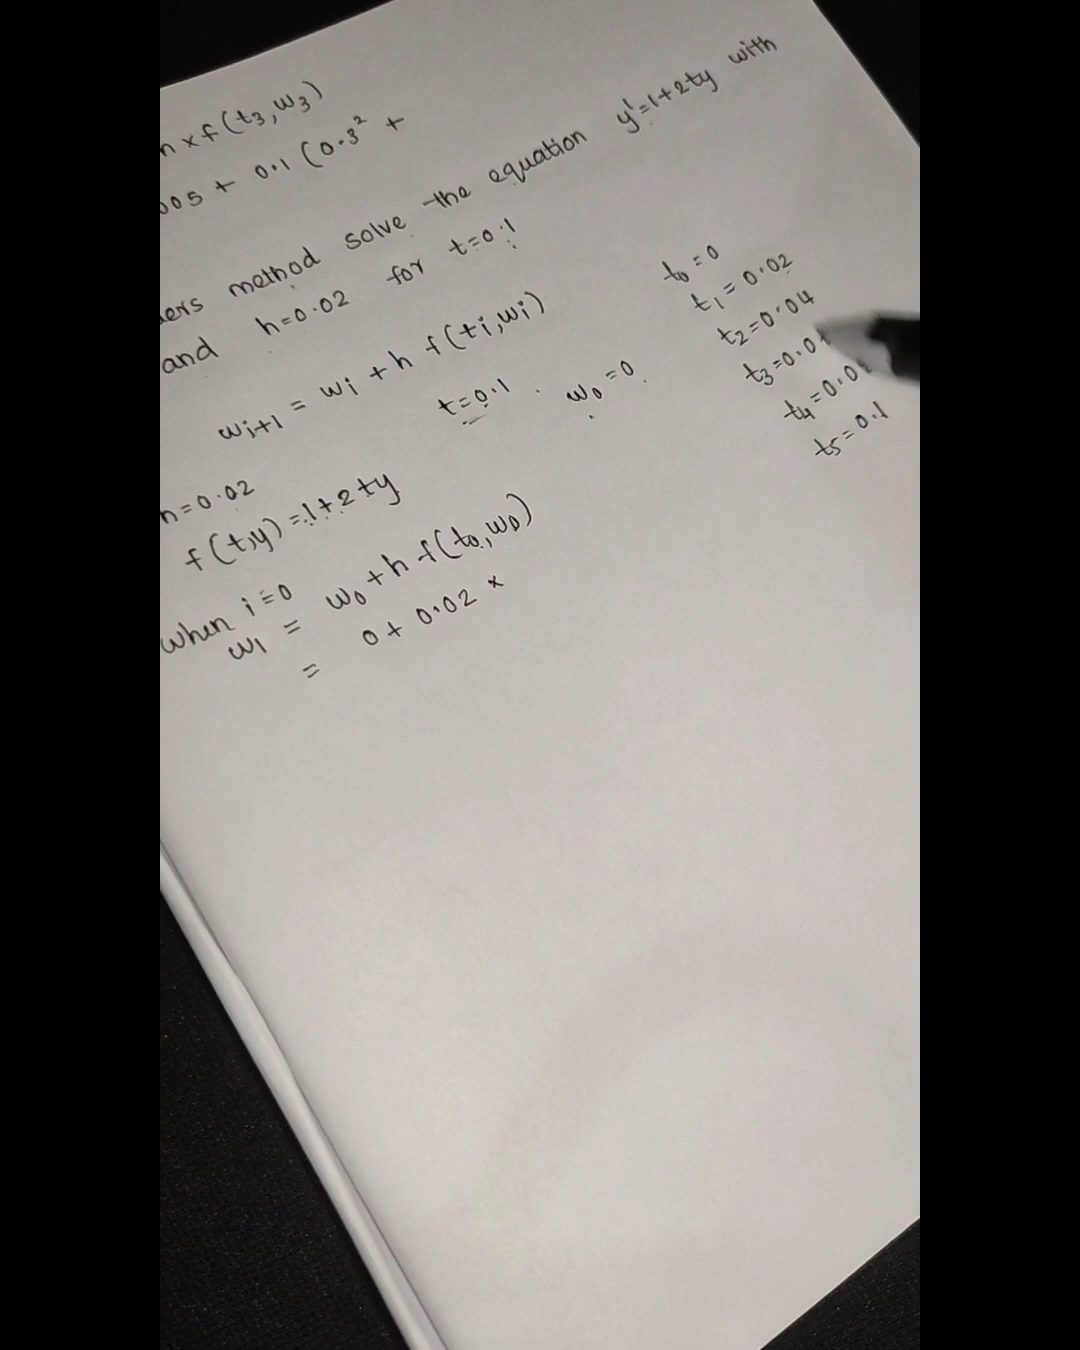 n x f (t3, w3)
005 + 0.1 (0.3² +
ers method solve the equation y' = 1+2ty with
and h=0.02 for t=0.1
wi+1 = wi + h f (ti, wi)
t0 = 0
t1 = 0.02
t2 = 0.04
t3 = 0.0
t4 = 0.0
t5 = 0.1
t=0.1 . w0 = 0.
h = 0.02
f (t,y) = 1+2ty
when i=0
w1 = w0 + h f (t0, w0)
= 0 + 0.02 x